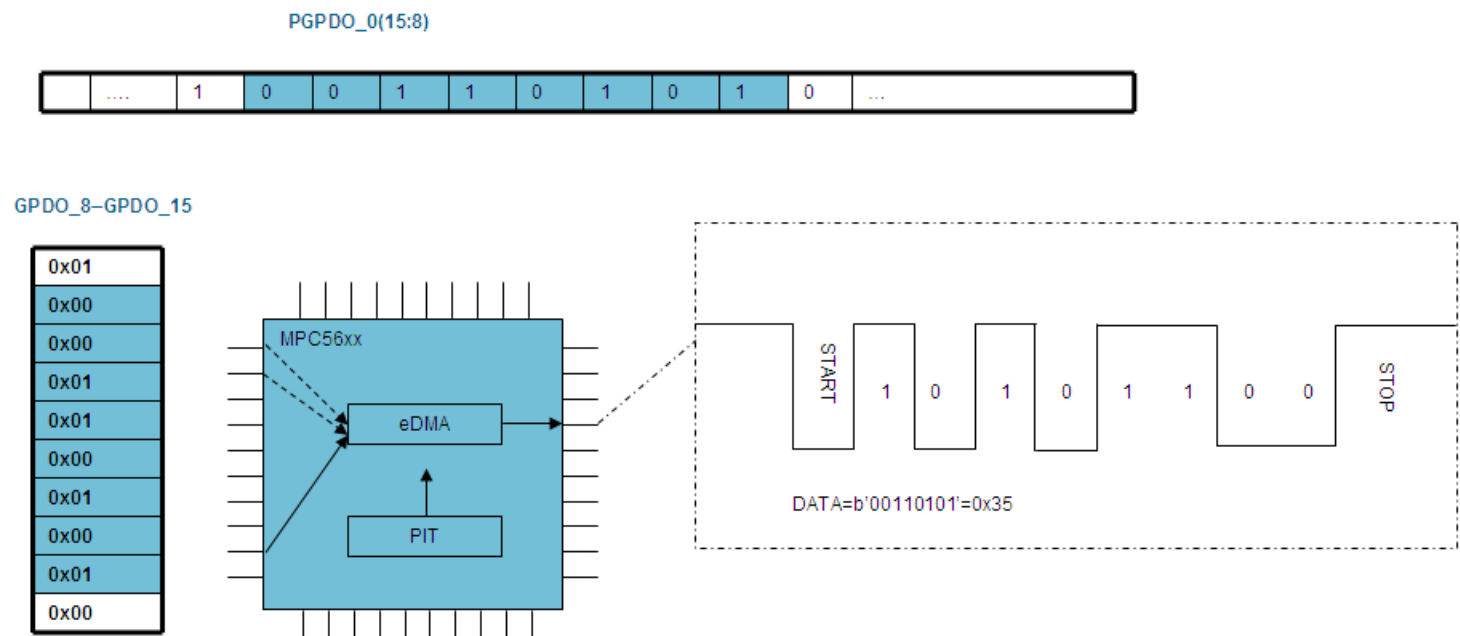 PGPDO_0(15:8)
.... 1 0 0 1 1 0 1 0 1 0 ...
GPDO_8–GPDO_15
0x01
0x00
0x00
0x01
0x01
0x00
0x01
0x00
0x01
0x00
MPC56xx
eDMA
PIT
START 1 0 1 0 1 1 0 0 STOP
DATA=b'00110101'=0x35